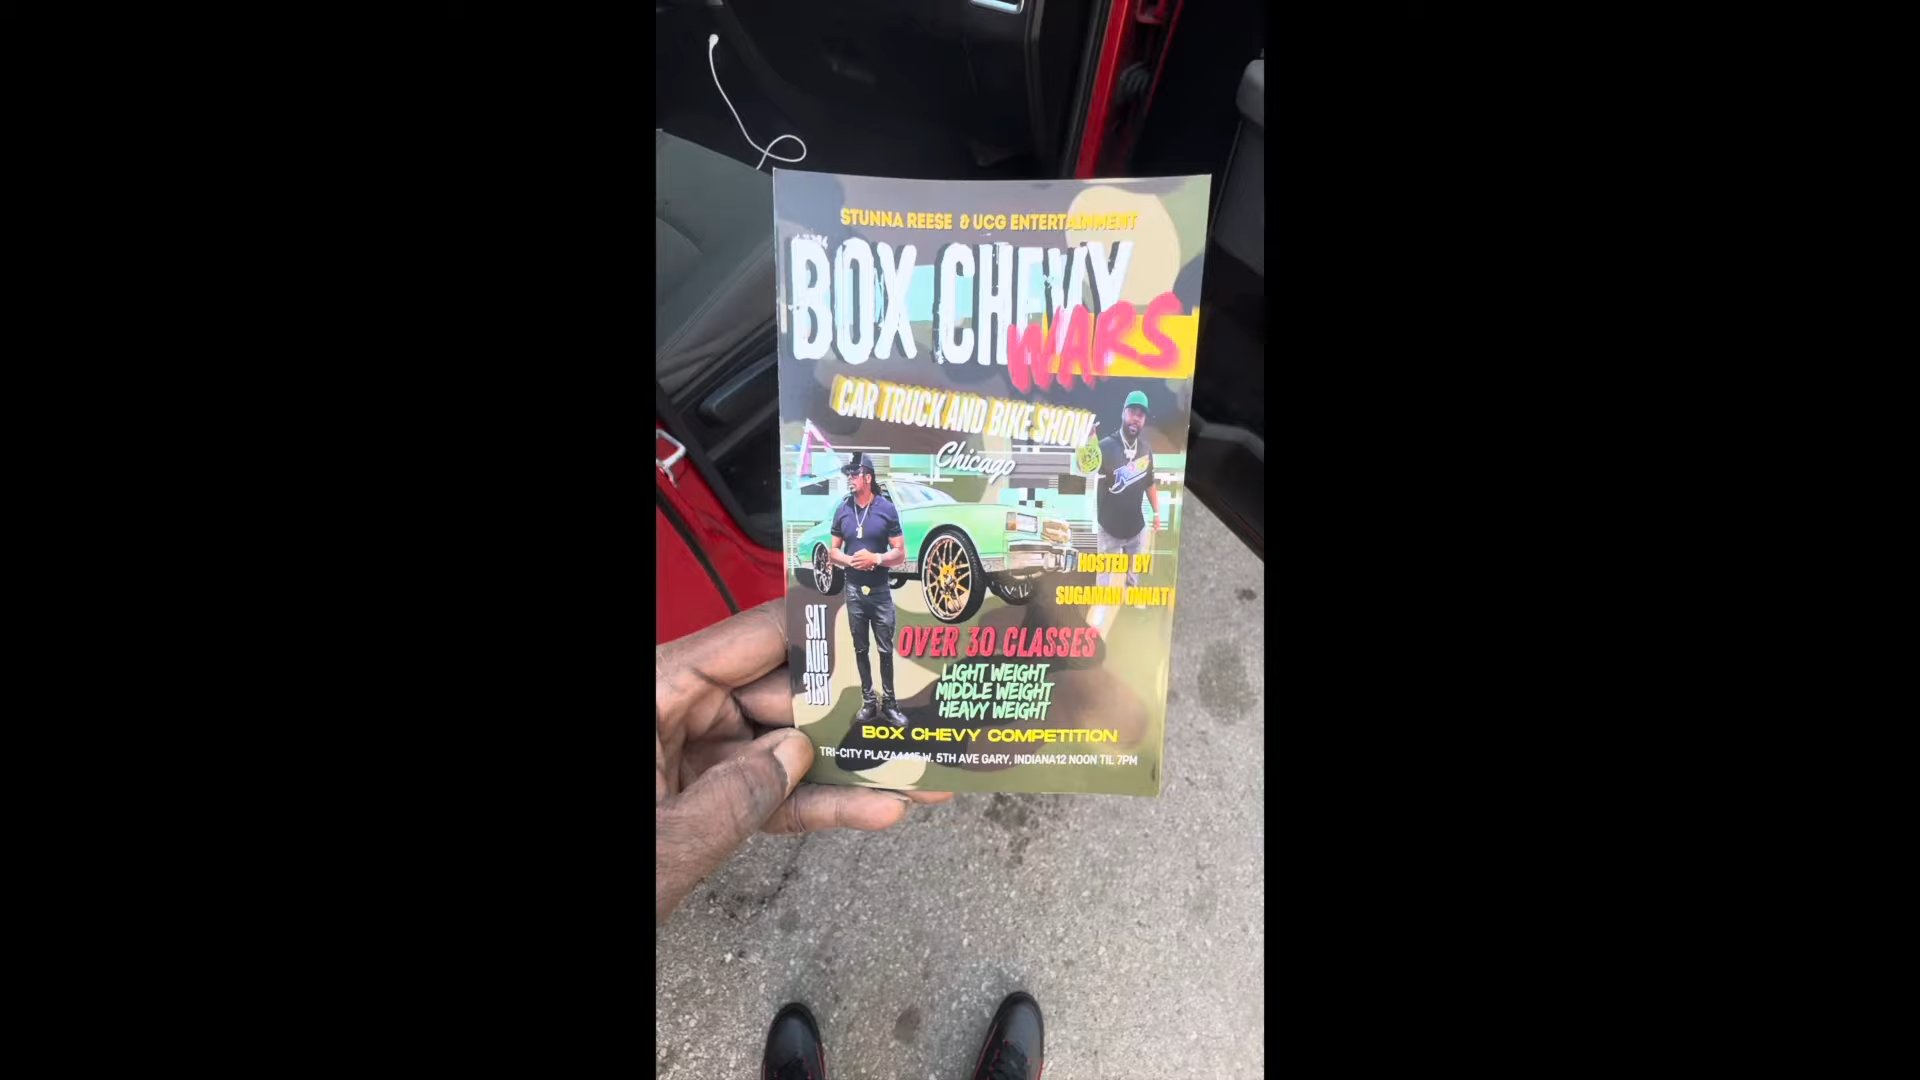 STUNNA REESE & UCG ENTERTAINMENT
BOX CHEVY
WARS
CAR TRUCK AND BIKE SHOW
Chicago
HOSTED BY
SUGAMAN
SAT
AUG
31ST
OVER 30 CLASSES
LIGHT WEIGHT
MIDDLE WEIGHT
HEAVY WEIGHT
BOX CHEVY COMPETITION
TRI-CITY PLAZA W. 5TH AVE GARY, INDIANA12 NOON TIL 7PM